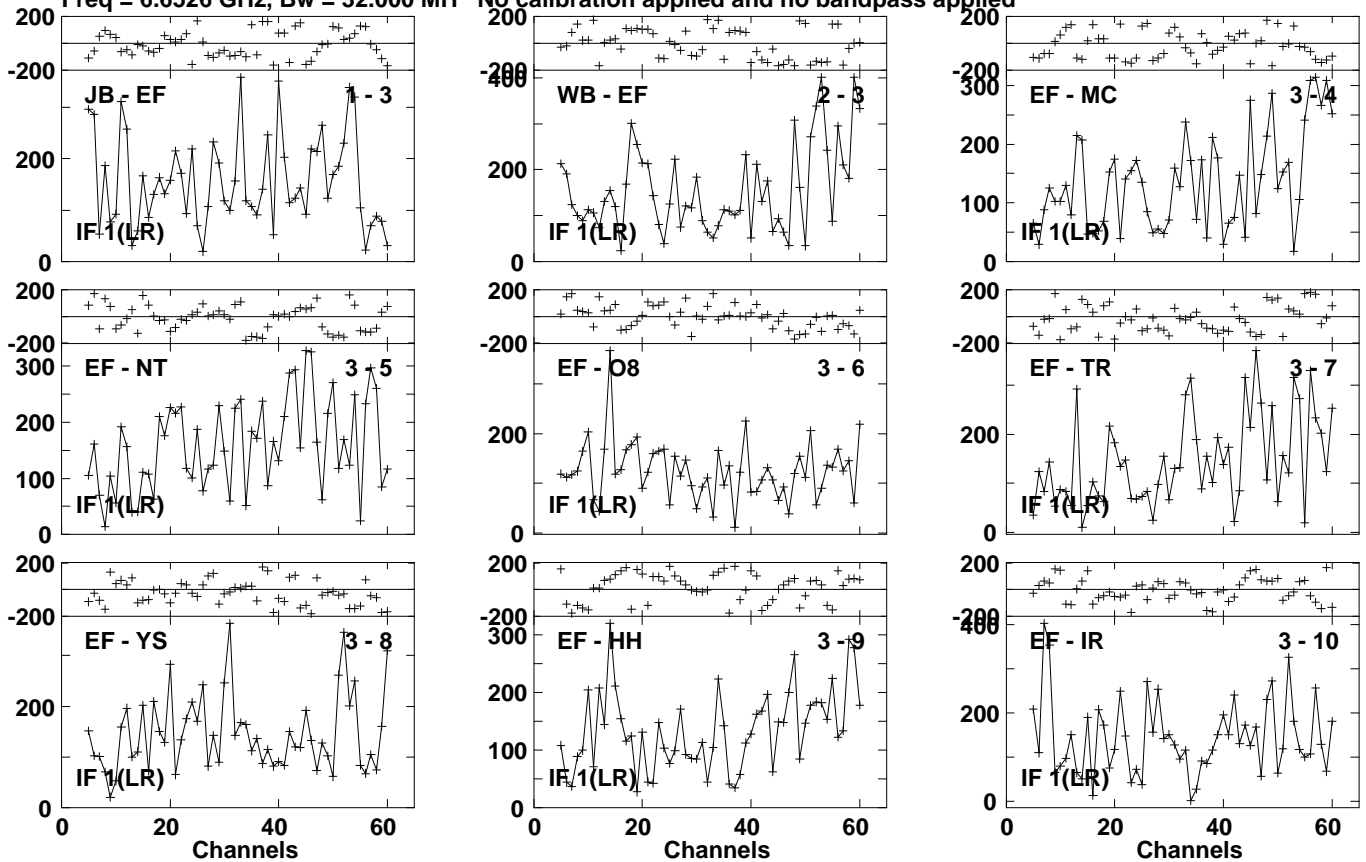 Freq = 6.6526 GHz, Bw = 32.000 MH No calibration applied and no bandpass applied
200
-200
JB - EF 1 - 3
200
0
IF 1(LR)
200
-200
400
WB - EF 2 - 3
200
0
IF 1(LR)
200
-200
300
EF - MC 3 - 4
200
100
0
IF 1(LR)
200
-200
300
EF - NT 3 - 5
200
100
0
IF 1(LR)
200
-200
EF - O8 3 - 6
200
0
IF 1(LR)
200
-200
EF - TR 3 - 7
200
0
IF 1(LR)
200
-200
EF - YS 3 - 8
200
0
IF 1(LR)
0 20 40 60
Channels
200
-200
300
EF - HH 3 - 9
200
100
0
IF 1(LR)
0 20 40 60
Channels
200
-200
400
EF - IR 3 - 10
200
0
IF 1(LR)
0 20 40 60
Channels